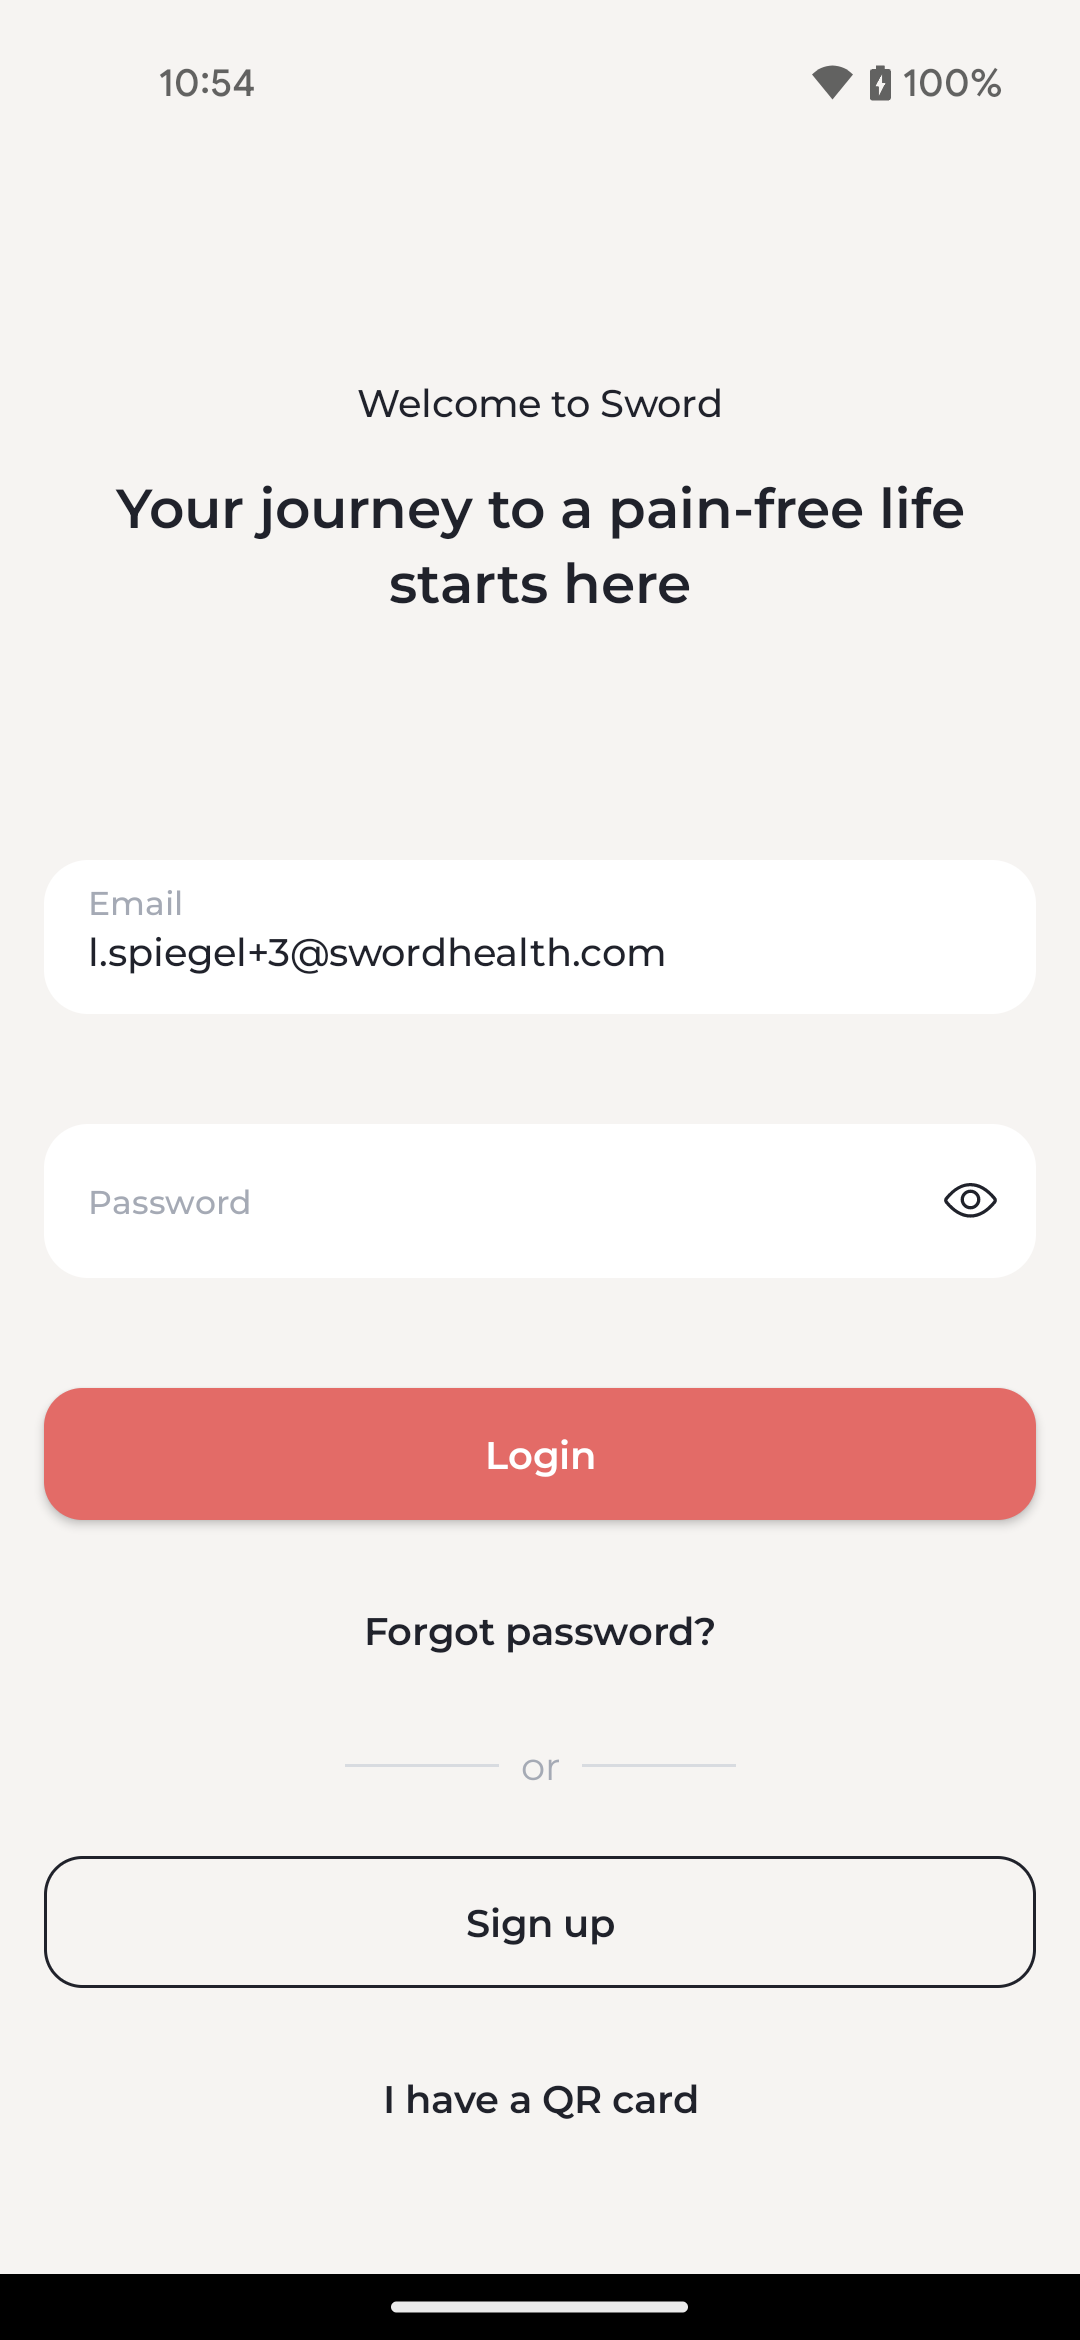 10:54
100%
Welcome to Sword
Your journey to a pain-free life
starts here
Email
l.spiegel+3@swordhealth.com
Password
Login
Forgot password?
or
Sign up
I have a QR card